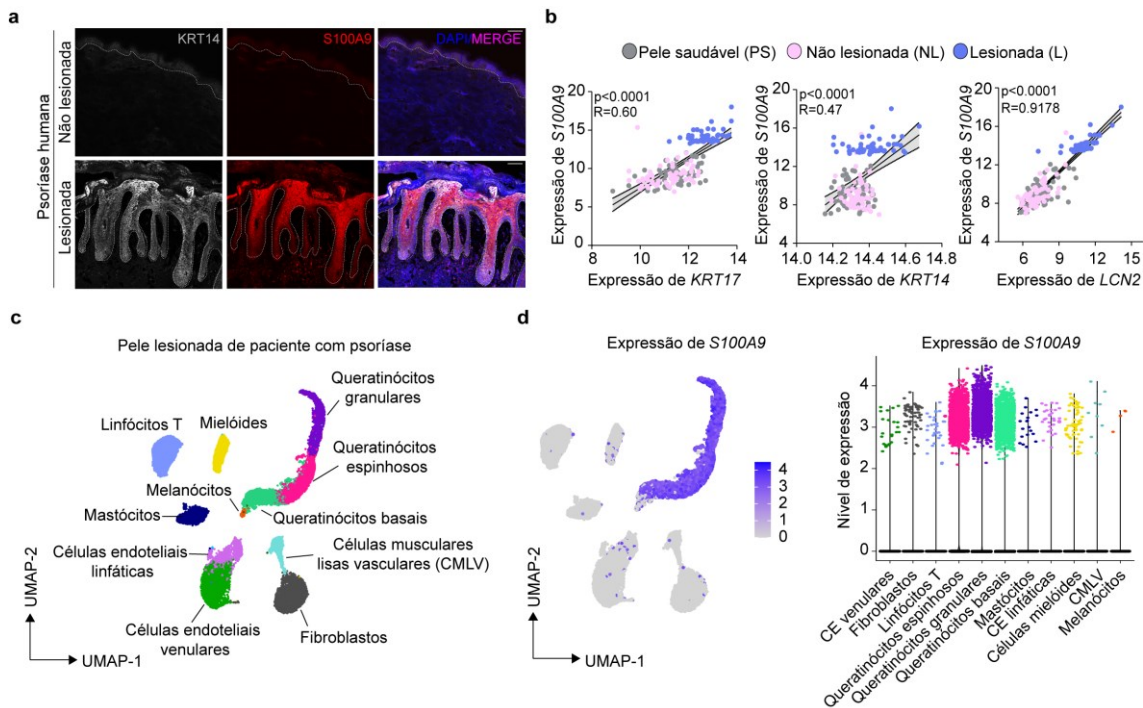 a
KRT14
S100A9
DAPI/MERGE
Psoríase humana
Não lesionada
Lesionada
b
Pele saudável (PS)
Não lesionada (NL)
Lesionada (L)
Expressão de S100A9
p<0.0001
R=0.60
20
15
10
5
0
8
10
12
14
Expressão de KRT17
Expressão de S100A9
p<0.0001
R=0.47
20
16
12
8
4
14.0
14.2
14.4
14.6
14.8
Expressão de KRT14
Expressão de S100A9
p<0.0001
R=0.9178
20
16
12
8
4
6
9
12
15
Expressão de LCN2
c
Pele lesionada de paciente com psoríase
Queratinócitos
granulares
Linfócitos T
Mielóides
Queratinócitos
espinhosos
Melanócitos
Mastócitos
Queratinócitos basais
Células endoteliais
linfáticas
Células musculares
lisas vasculares (CMLV)
Células endoteliais
venulares
Fibroblastos
UMAP-2
UMAP-1
d
Expressão de S100A9
4
3
2
1
0
UMAP-2
UMAP-1
Expressão de S100A9
Nível de expressão
4
3
2
1
0
CE venulares
Fibroblastos
Linfócitos T
Queratinócitos espinhosos
Queratinócitos granulares
Queratinócitos basais
Mastócitos
CE linfáticas
Células mielóides
CMLV
Melanócitos